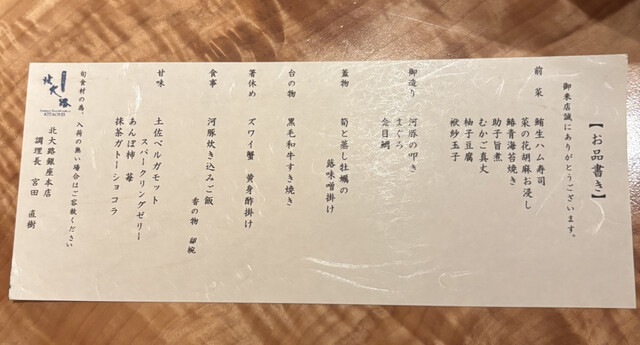 【お品書き】
御来店誠にありがとうございます。
前菜 鮪生ハム寿司
菜の花胡麻お浸し
鰆青海苔焼き
助子旨煮
むかご真丈
柚子豆腐
袱紗玉子
御造り 河豚の叩き
まぐろ
金目鯛
蓋物 筍と蒸し牡蠣の
蕗味噌掛け
台の物 黒毛和牛すき焼き
箸休め ズワイ蟹 黄身酢掛け
食事 河豚炊き込みご飯
香の物 留椀
甘味 土佐ベルガモット
スパークリングゼリー
あんぽ柿 苺
抹茶ガトーショコラ
旬食材の為、入荷の無い場合はご容赦ください
北大路銀座本店
調理長 宮田 直樹
北大路
KITAOHJI